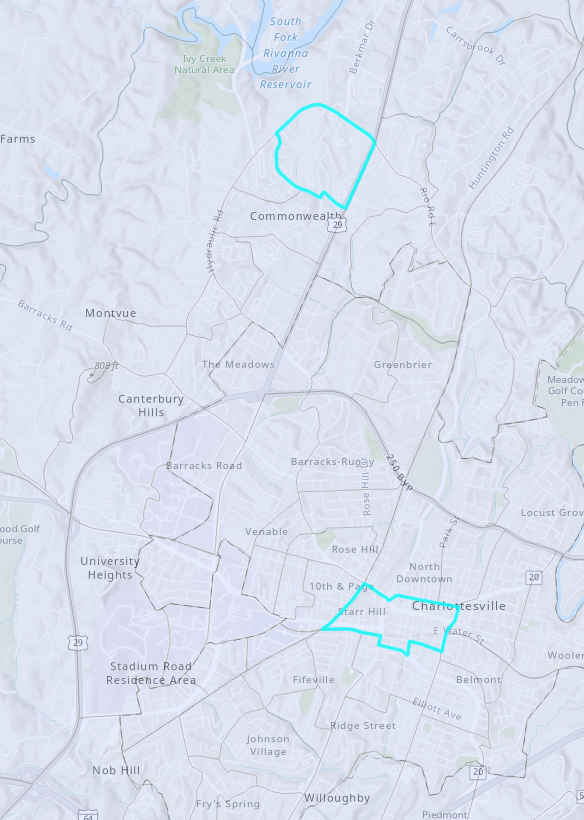 South
Fork
Rivanna
River
Reservoir
Berkmar Dr
Carrsbrook Dr
Ivy Creek
Natural Area
Farms
Huntington Rd
Rio Rd E
Commonwealth
29
Hydraulic Rd
Barracks Rd
Montvue
808 ft
The Meadows
Greenbrier
Meadow
Golf Co
Pen P
Canterbury
Hills
Barracks Road
Barracks-Rugby
250 BYP
Rose Hill Dr
ood Golf
ourse
Locust Grov
Venable
Park St
Rose Hill
University
Heights
North
Downtown
20
10th & Page
Starr Hill
Charlottesville
E Water St
29
Wooler
Stadium Road
Residence Area
Fifeville
Belmont
Elliott Ave
Ridge Street
Johnson
Village
Nob Hill
20
Willoughby
Fry's Spring
5
64
Piedmont